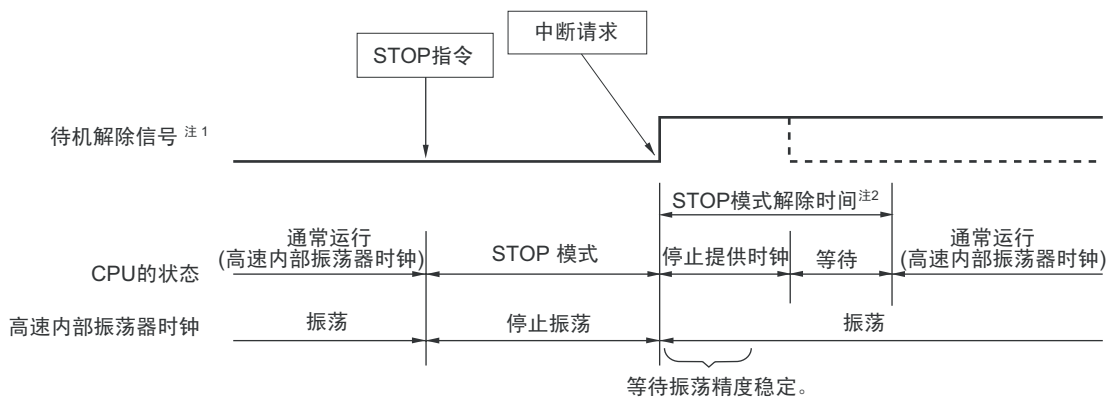 中断请求
STOP指令
待机解除信号 注1
STOP模式解除时间注2
通常运行
(高速内部振荡器时钟)
STOP 模式
停止提供时钟
等待
通常运行
(高速内部振荡器时钟)
CPU的状态
高速内部振荡器时钟
振荡
停止振荡
振荡
等待振荡精度稳定。